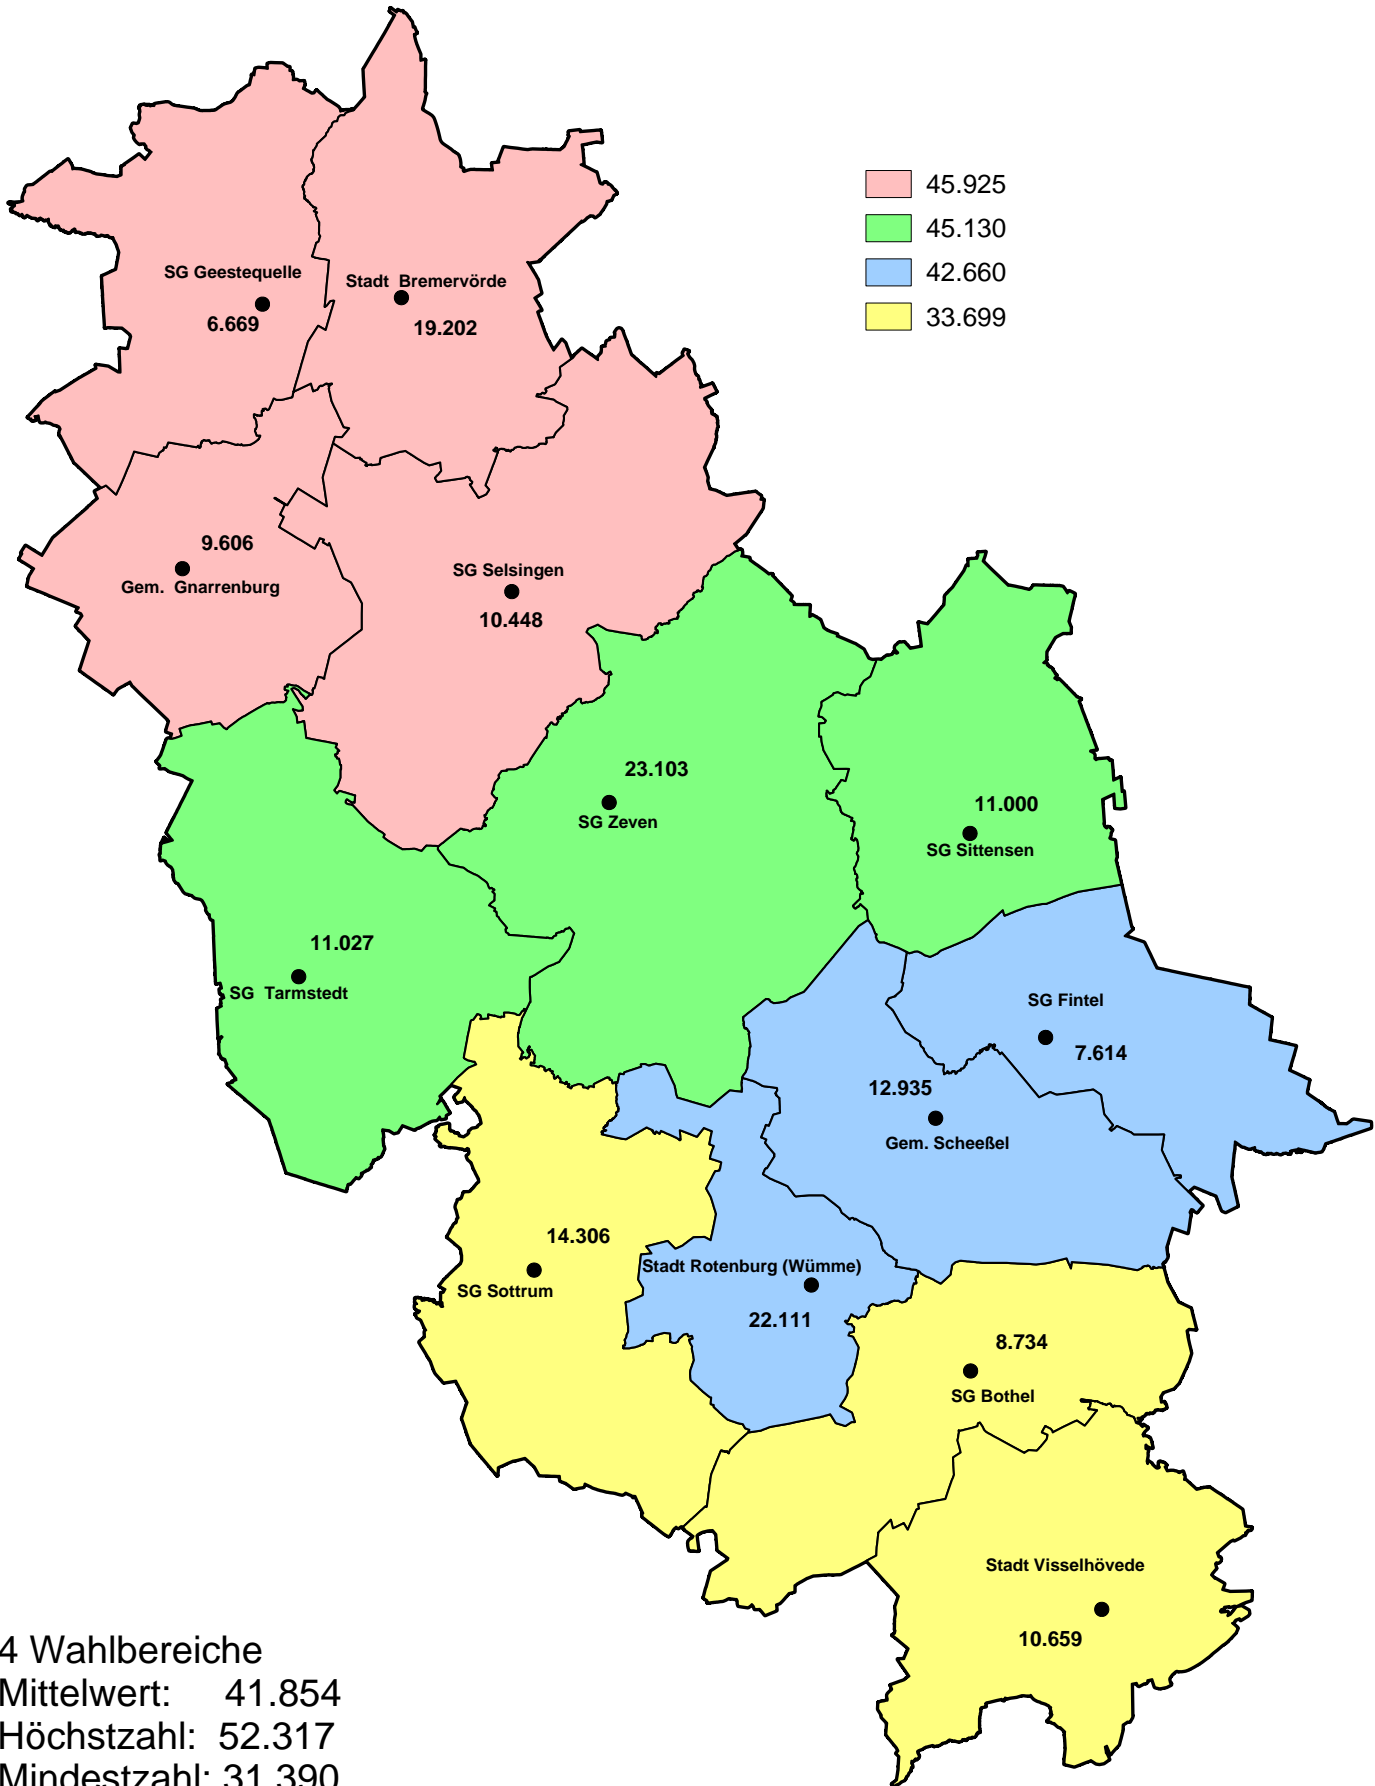 45.925
45.130
42.660
33.699
SG Geestequelle
6.669
Stadt Bremervörde
19.202
9.606
Gem. Gnarrenburg
SG Selsingen
10.448
23.103
SG Zeven
11.000
SG Sittensen
11.027
SG Tarmstedt
SG Fintel
7.614
12.935
Gem. Scheeßel
14.306
SG Sottrum
Stadt Rotenburg (Wümme)
22.111
8.734
SG Bothel
Stadt Visselhövede
10.659
4 Wahlbereiche
Mittelwert: 41.854
Höchstzahl: 52.317
Mindestzahl: 31.390